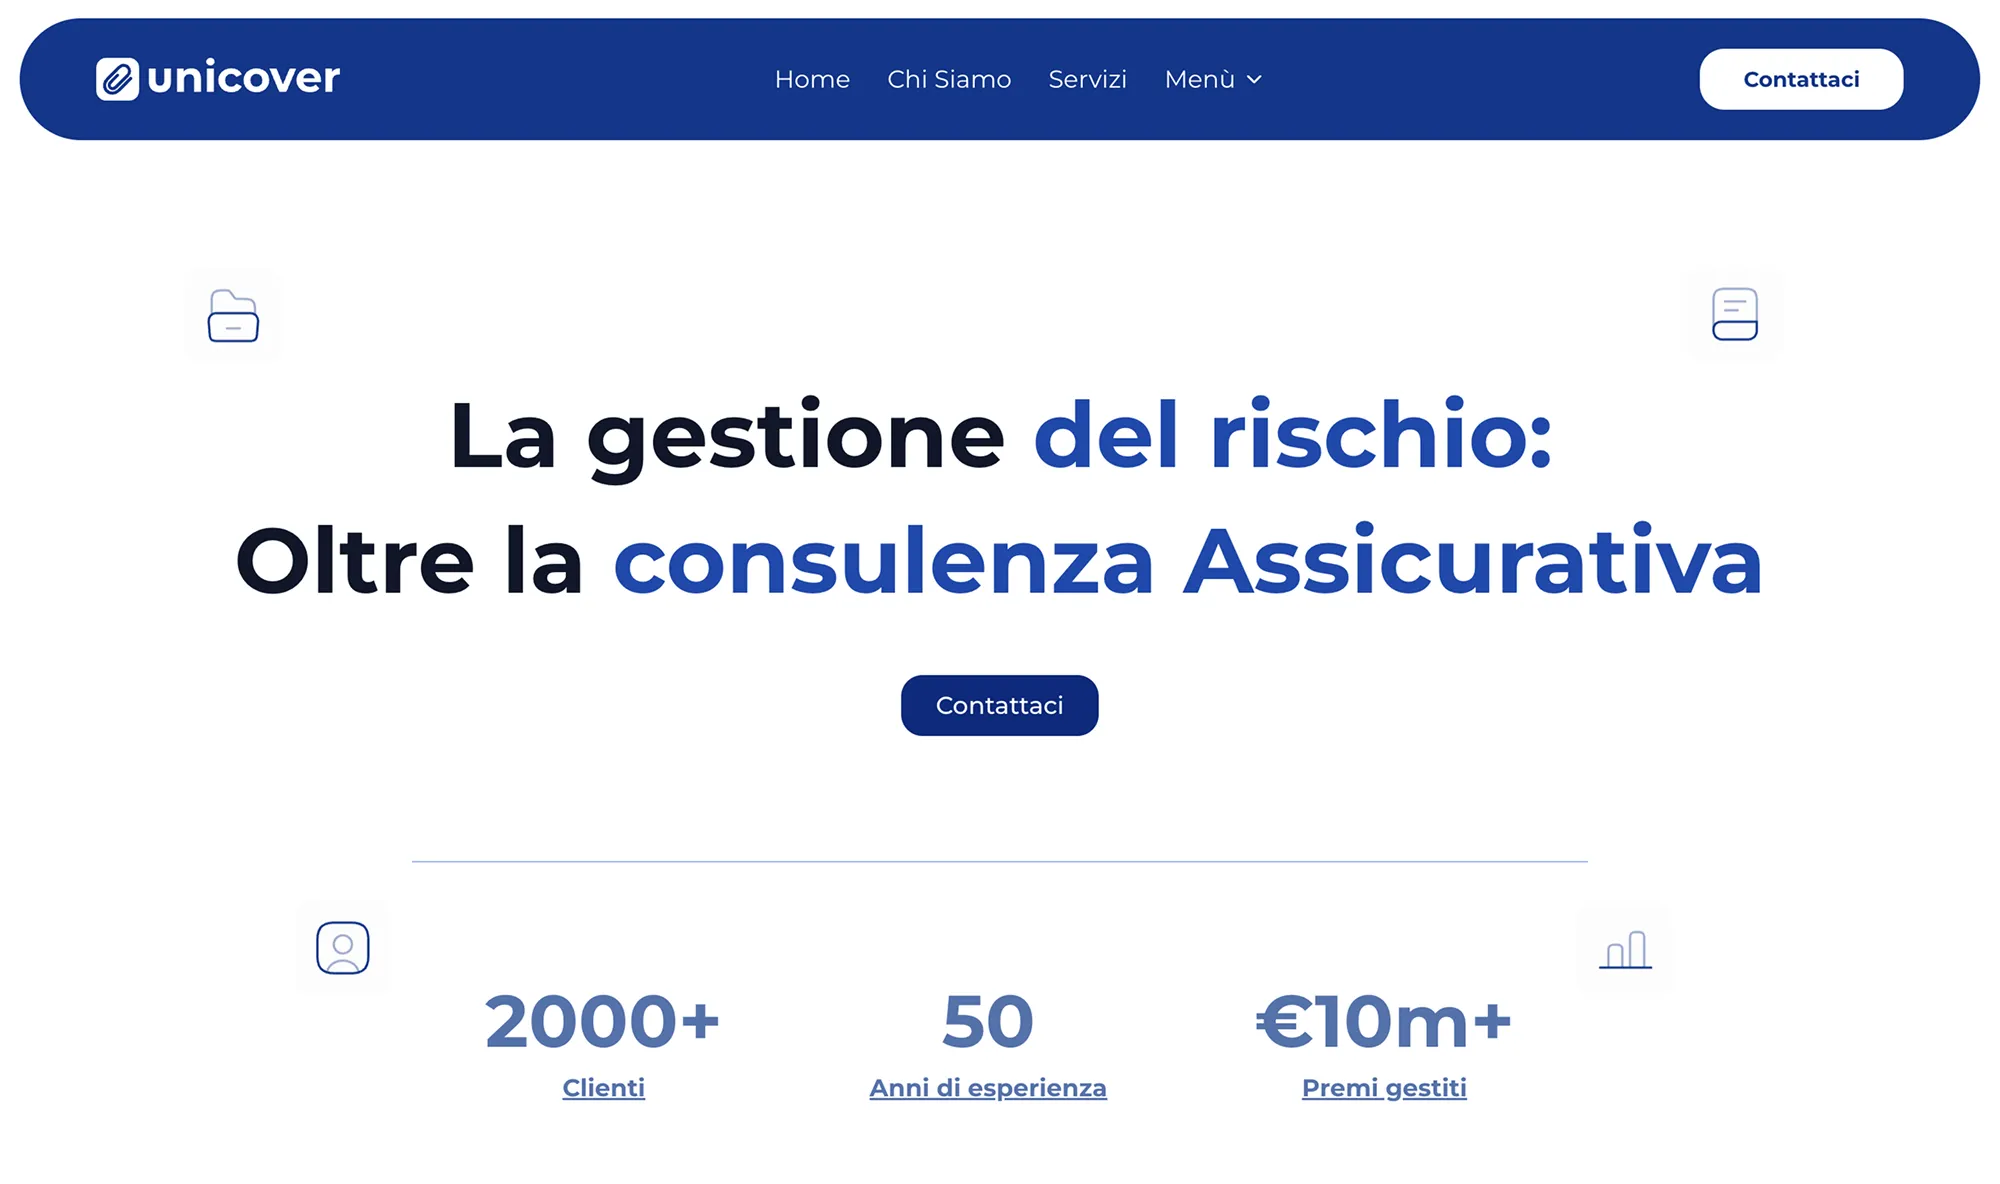 unicover
Home
Chi Siamo
Servizi
Menù
Contattaci
La gestione del rischio:
Oltre la consulenza Assicurativa
Contattaci
2000+
Clienti
50
Anni di esperienza
€10m+
Premi gestiti